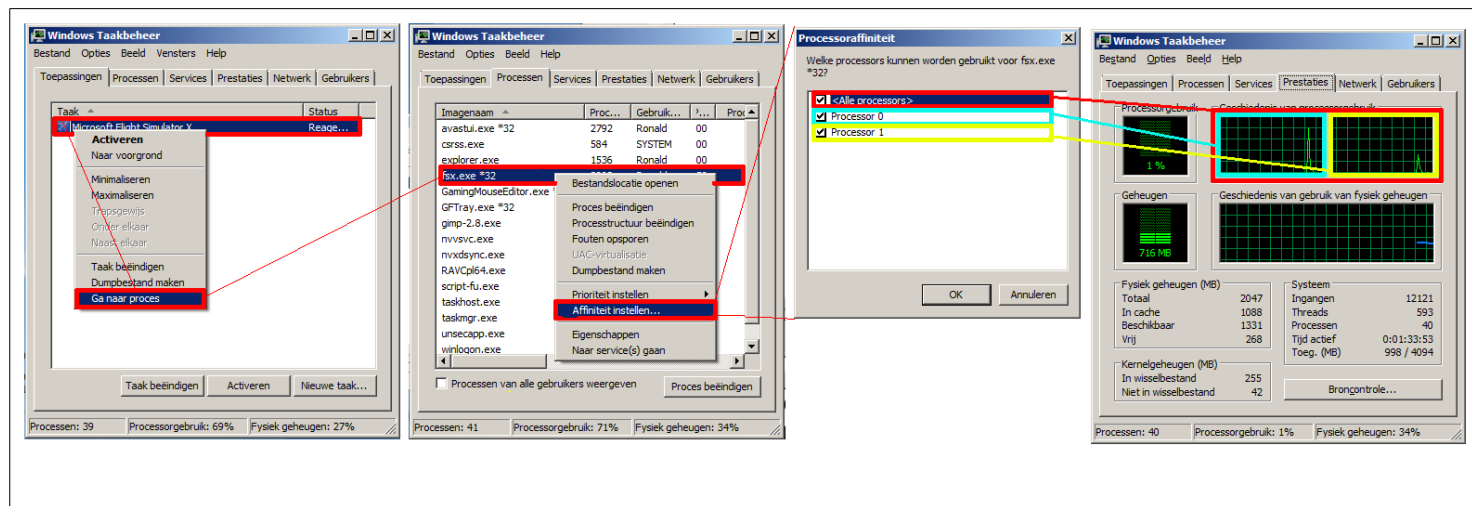 Windows Taakbeheer
Bestand Opties Beeld Vensters Help
Toepassingen Processen Services Prestaties Netwerk Gebruikers
Taak Status
Microsoft Flight Simulator X Reage...
Activeren
Naar voorgrond
Minimaliseren
Maximaliseren
Trapsgewijs
Onder elkaar
Naast elkaar
Taak beëindigen
Dumpbestand maken
Ga naar proces
Taak beëindigen Activeren Nieuwe taak...
Processen: 39 Processorgebruik: 69% Fysiek geheugen: 27%
Windows Taakbeheer
Bestand Opties Beeld Help
Toepassingen Processen Services Prestaties Netwerk Gebruikers
Imagenaam Proc... Gebruik... '... Pro
avastui.exe *32 2792 Ronald 00
csrss.exe 584 SYSTEM 00
explorer.exe 1536 Ronald 00
fsx.exe *32
GamingMouseEditor.exe
GFTray.exe *32
gimp-2.8.exe
nvvsvc.exe
nvxdsync.exe
RAVCpl64.exe
script-fu.exe
taskhost.exe
taskmgr.exe
unsecapp.exe
winlogon.exe
Bestandslocatie openen
Proces beëindigen
Processtructuur beëindigen
Fouten opsporen
UAC-virtualisatie
Dumpbestand maken
Prioriteit instellen
Affiniteit instellen...
Eigenschappen
Naar service(s) gaan
Processen van alle gebruikers weergeven Proces beëindigen
Processen: 41 Processorgebruik: 71% Fysiek geheugen: 34%
Processoraffiniteit
Welke processors kunnen worden gebruikt voor fsx.exe
*32?
<Alle processors>
Processor 0
Processor 1
OK Annuleren
Windows Taakbeheer
Bestand Opties Beeld Help
Toepassingen Processen Services Prestaties Netwerk Gebruikers
Processorgebruik Geschiedenis van processorgebruik
1 %
Geheugen Geschiedenis van gebruik van fysiek geheugen
716 MB
Fysiek geheugen (MB)
Totaal 2047
In cache 1088
Beschikbaar 1331
Vrij 268
Systeem
Ingangen 12121
Threads 593
Processen 40
Tijd actief 0:01:33:53
Toeg. (MB) 998 / 4094
Kernelgeheugen (MB)
In wisselbestand 255
Niet in wisselbestand 42
Broncontrole...
Processen: 40 Processorgebruik: 1% Fysiek geheugen: 34%